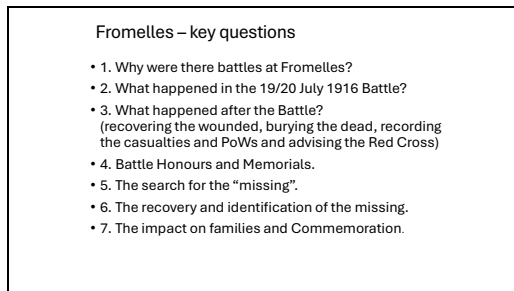 Fromelles – key questions
• 1. Why were there battles at Fromelles?
• 2. What happened in the 19/20 July 1916 Battle?
• 3. What happened after the Battle?
(recovering the wounded, burying the dead, recording
the casualties and PoWs and advising the Red Cross)
• 4. Battle Honours and Memorials.
• 5. The search for the “missing”.
• 6. The recovery and identification of the missing.
• 7. The impact on families and Commemoration.